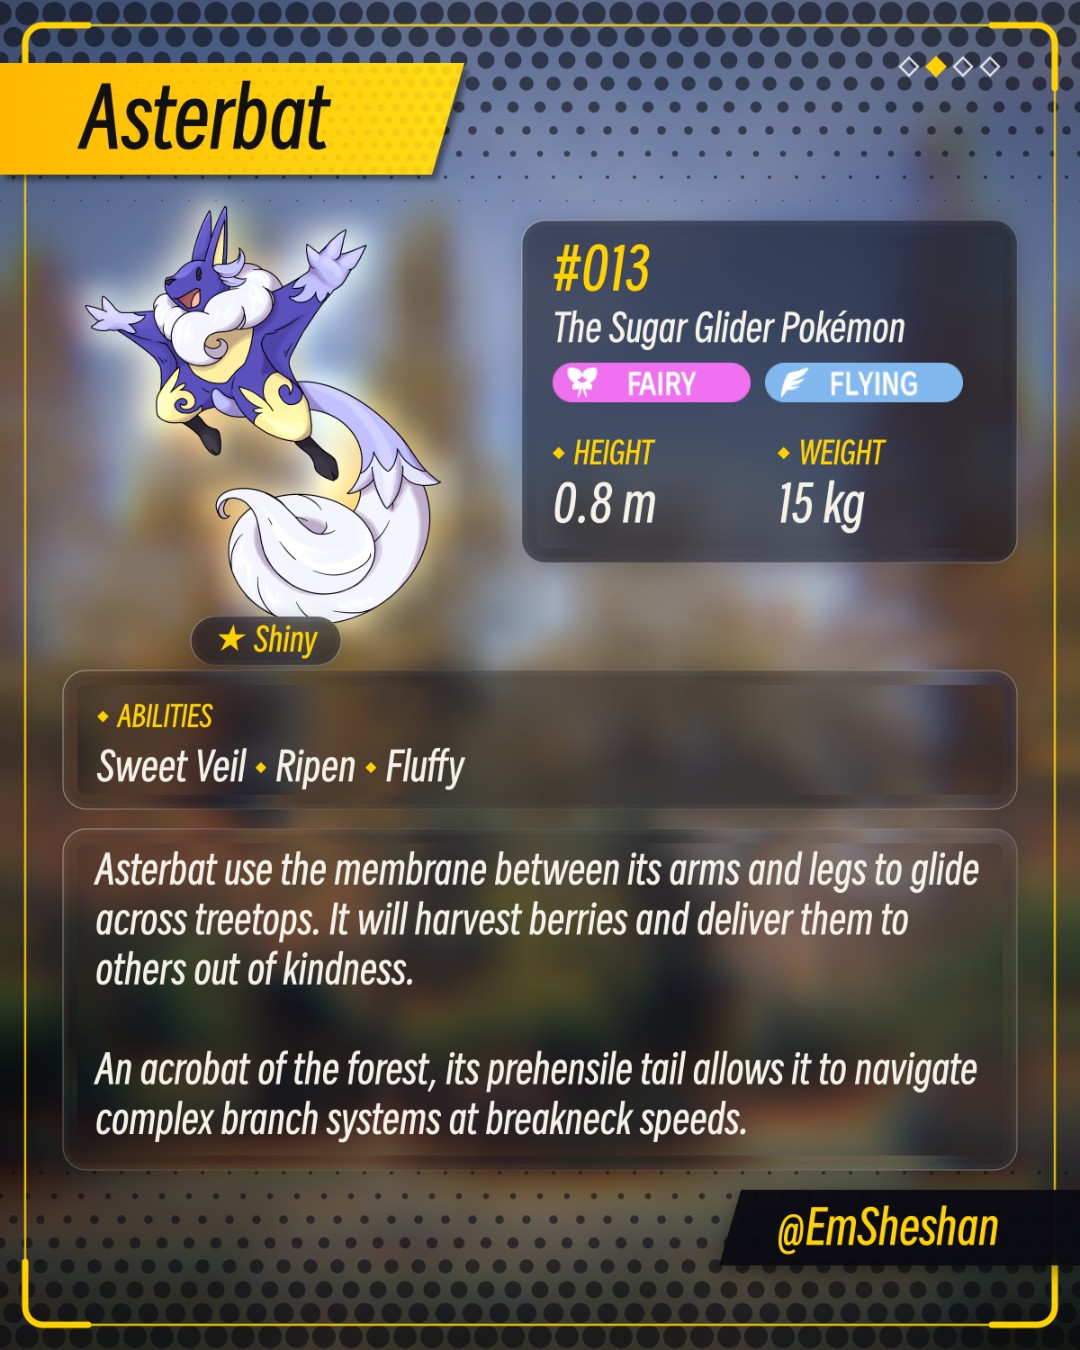 Asterbat
#013
The Sugar Glider Pokémon
FAIRY FLYING
HEIGHT WEIGHT
0.8 m 15 kg
★ Shiny
ABILITIES
Sweet Veil • Ripen • Fluffy
Asterbat use the membrane between its arms and legs to glide
across treetops. It will harvest berries and deliver them to
others out of kindness.
An acrobat of the forest, its prehensile tail allows it to navigate
complex branch systems at breakneck speeds.
@EmSheshan